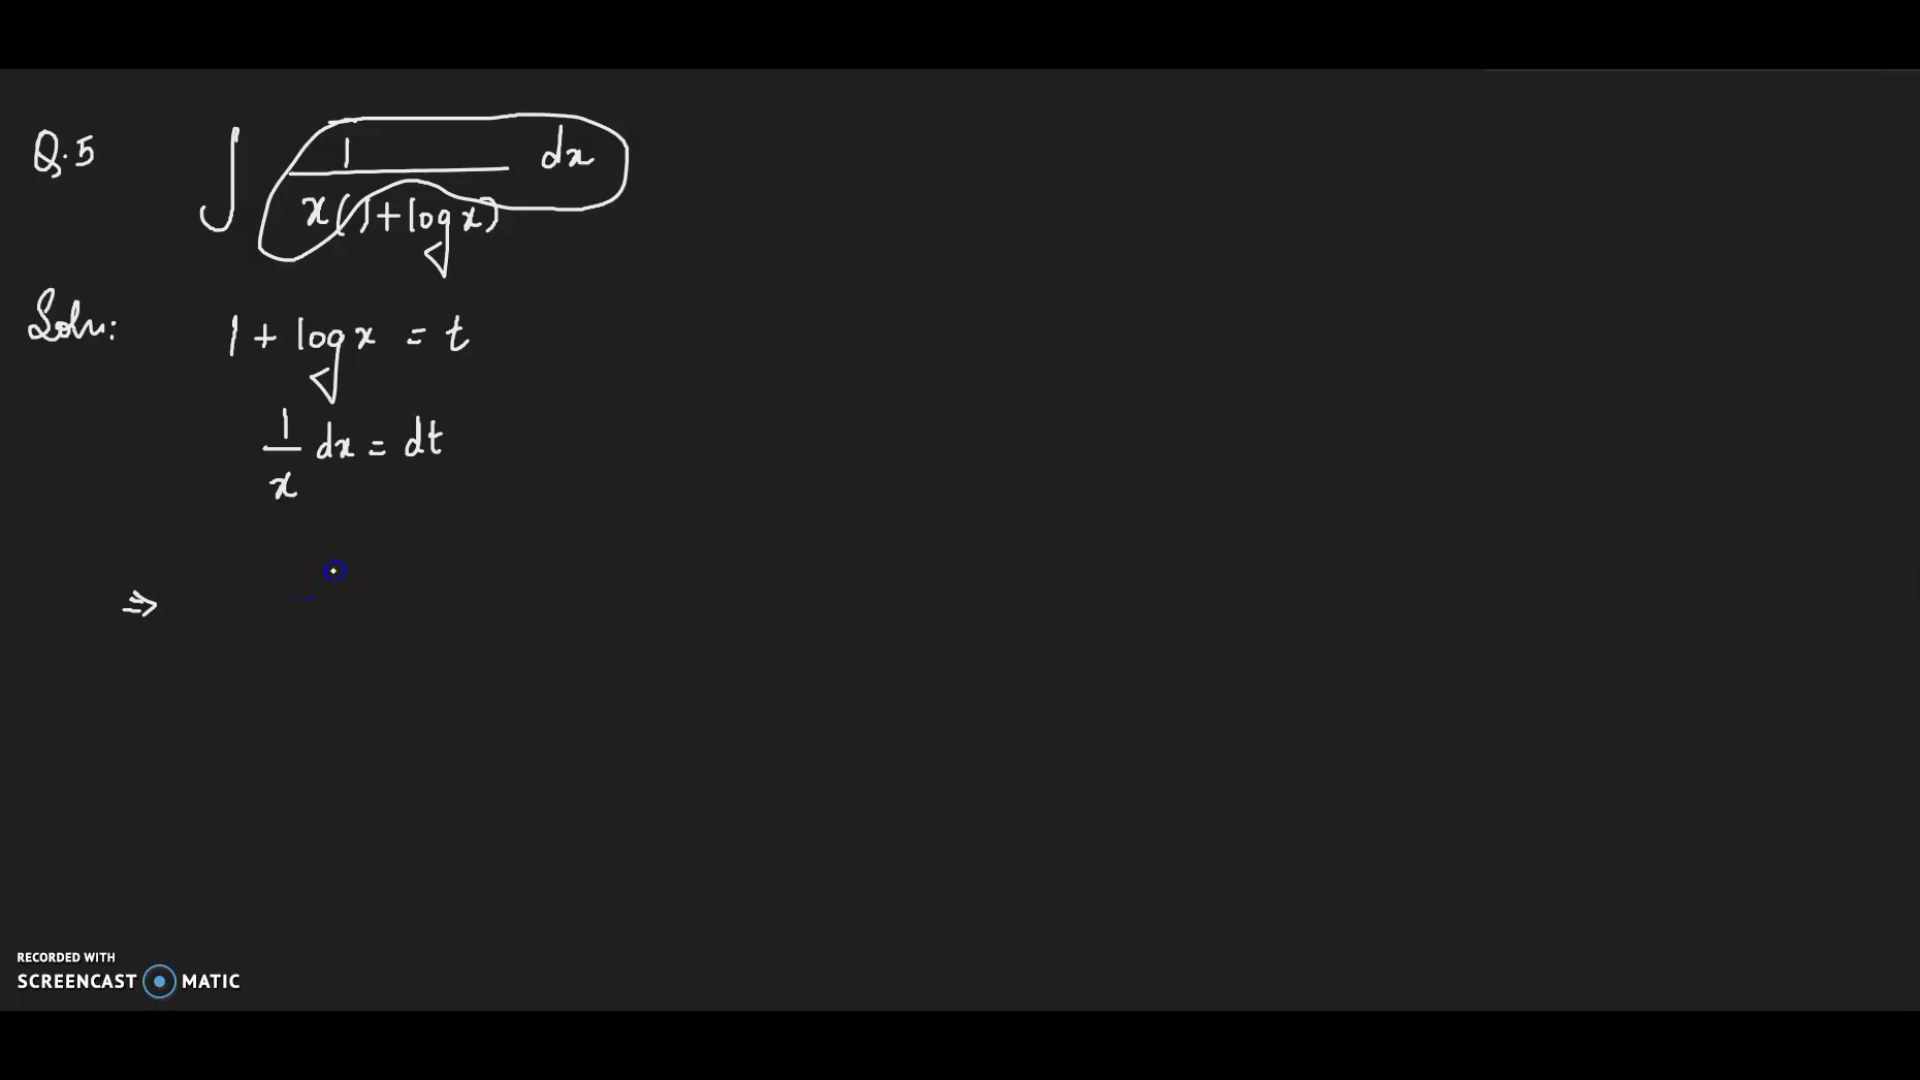 Q.5 ∫ 1/x(1+log x) dx
Soln: 1 + log x = t
1/x dx = dt
⇒
RECORDED WITH
SCREENCAST MATIC